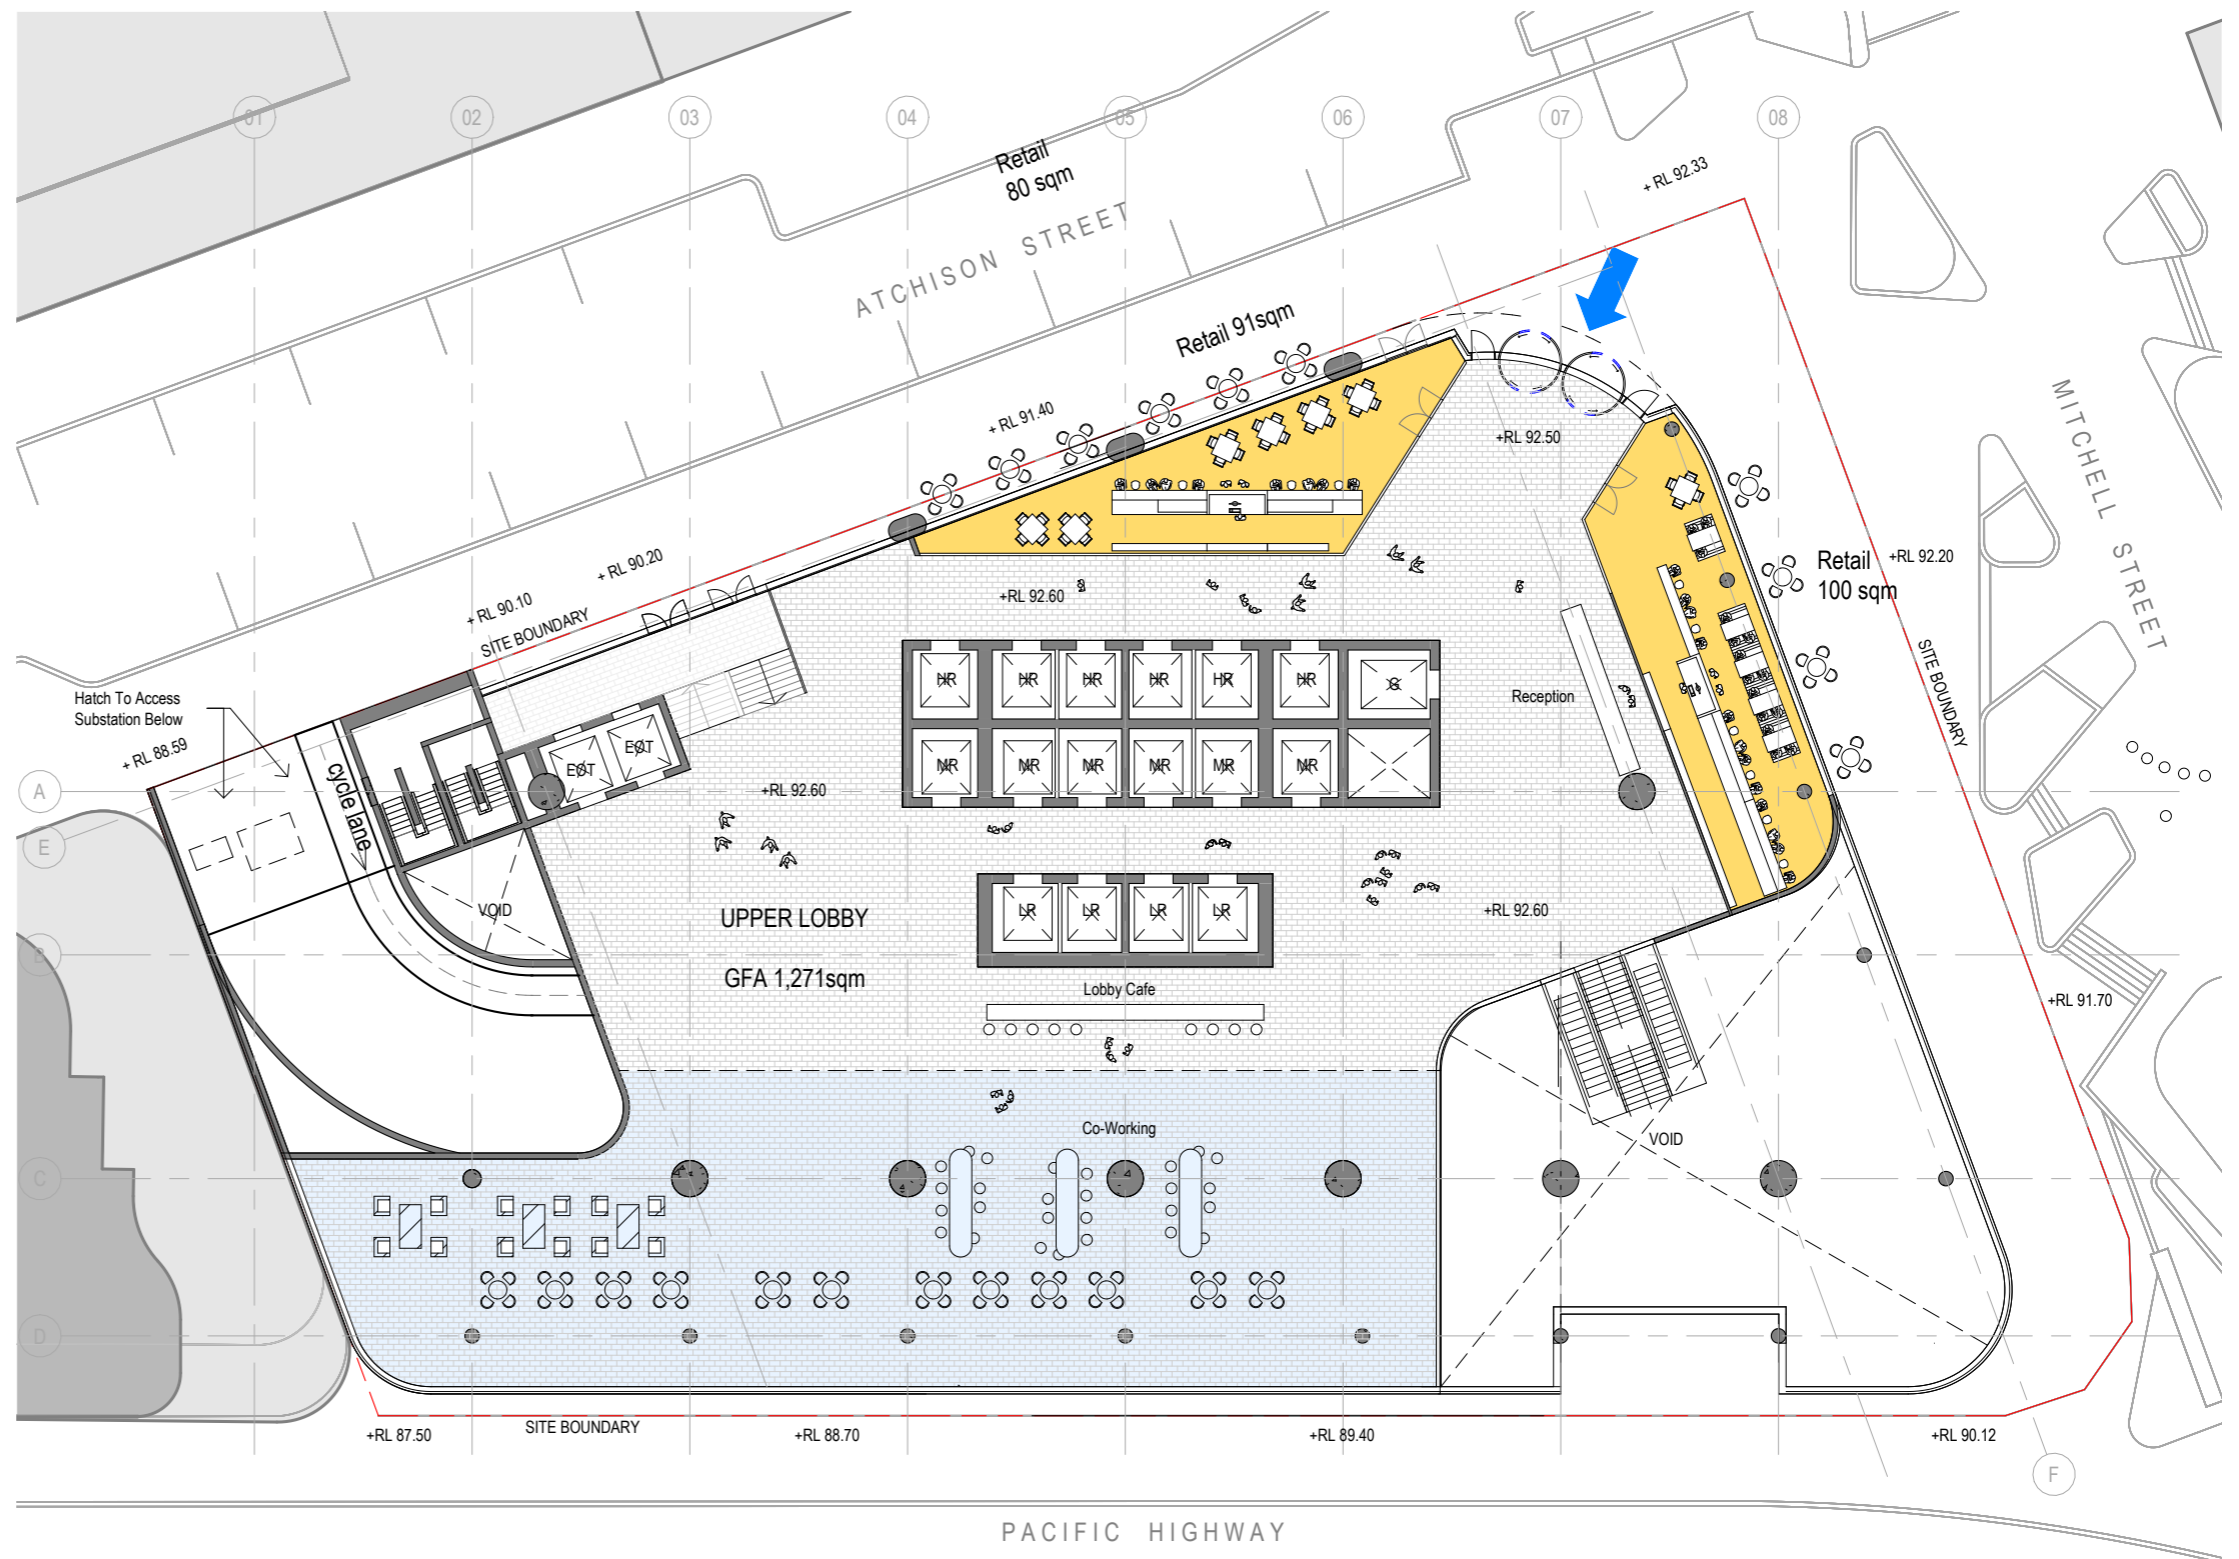 01
02
03
04
05
06
07
08
Retail
80 sqm
+ RL 92.33
ATCHISON STREET
Retail 91sqm
MITCHELL STREET
+ RL 91.40
+RL 92.50
+ RL 90.20
+ RL 90.10
SITE BOUNDARY
Retail
100 sqm
+RL 92.20
+RL 92.60
Hatch To Access
Substation Below
+ RL 88.59
cycle lane
HR
HR
HR
HR
G
Reception
SITE BOUNDARY
EOT
EOT
MR
MR
MR
MR
MR
MR
A
+RL 92.60
E
VOID
UPPER LOBBY
LR
LR
LR
LR
+RL 92.60
B
GFA 1,271sqm
Lobby Cafe
+RL 91.70
Co-Working
VOID
C
D
+RL 87.50
SITE BOUNDARY
+RL 88.70
+RL 89.40
+RL 90.12
F
PACIFIC HIGHWAY